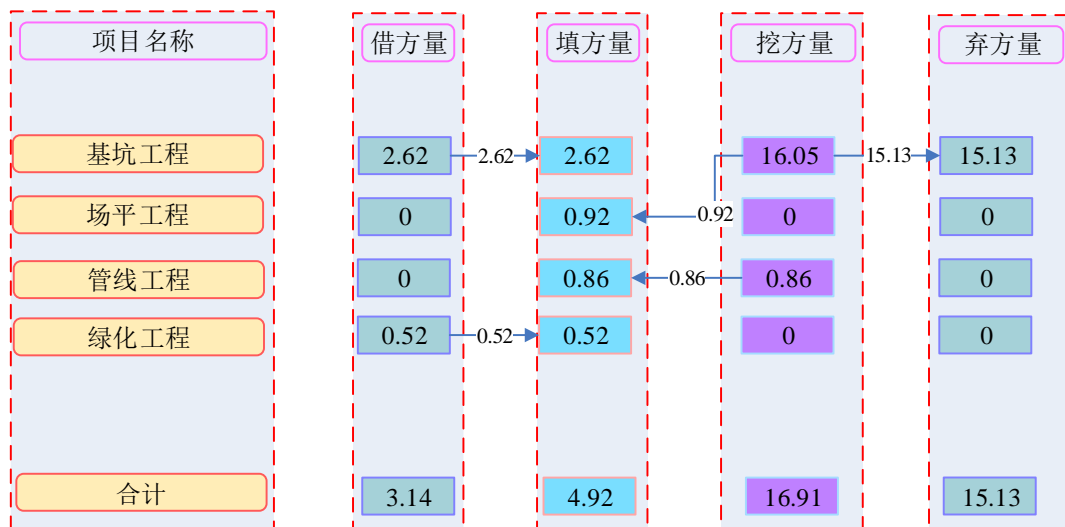 项目名称 借方量 填方量 挖方量 弃方量
基坑工程 2.62 2.62 2.62 16.05 15.13 15.13
场平工程 0 0.92 0.92 0 0
管线工程 0 0.86 0.86 0.86 0
绿化工程 0.52 0.52 0.52 0 0
合计 3.14 4.92 16.91 15.13